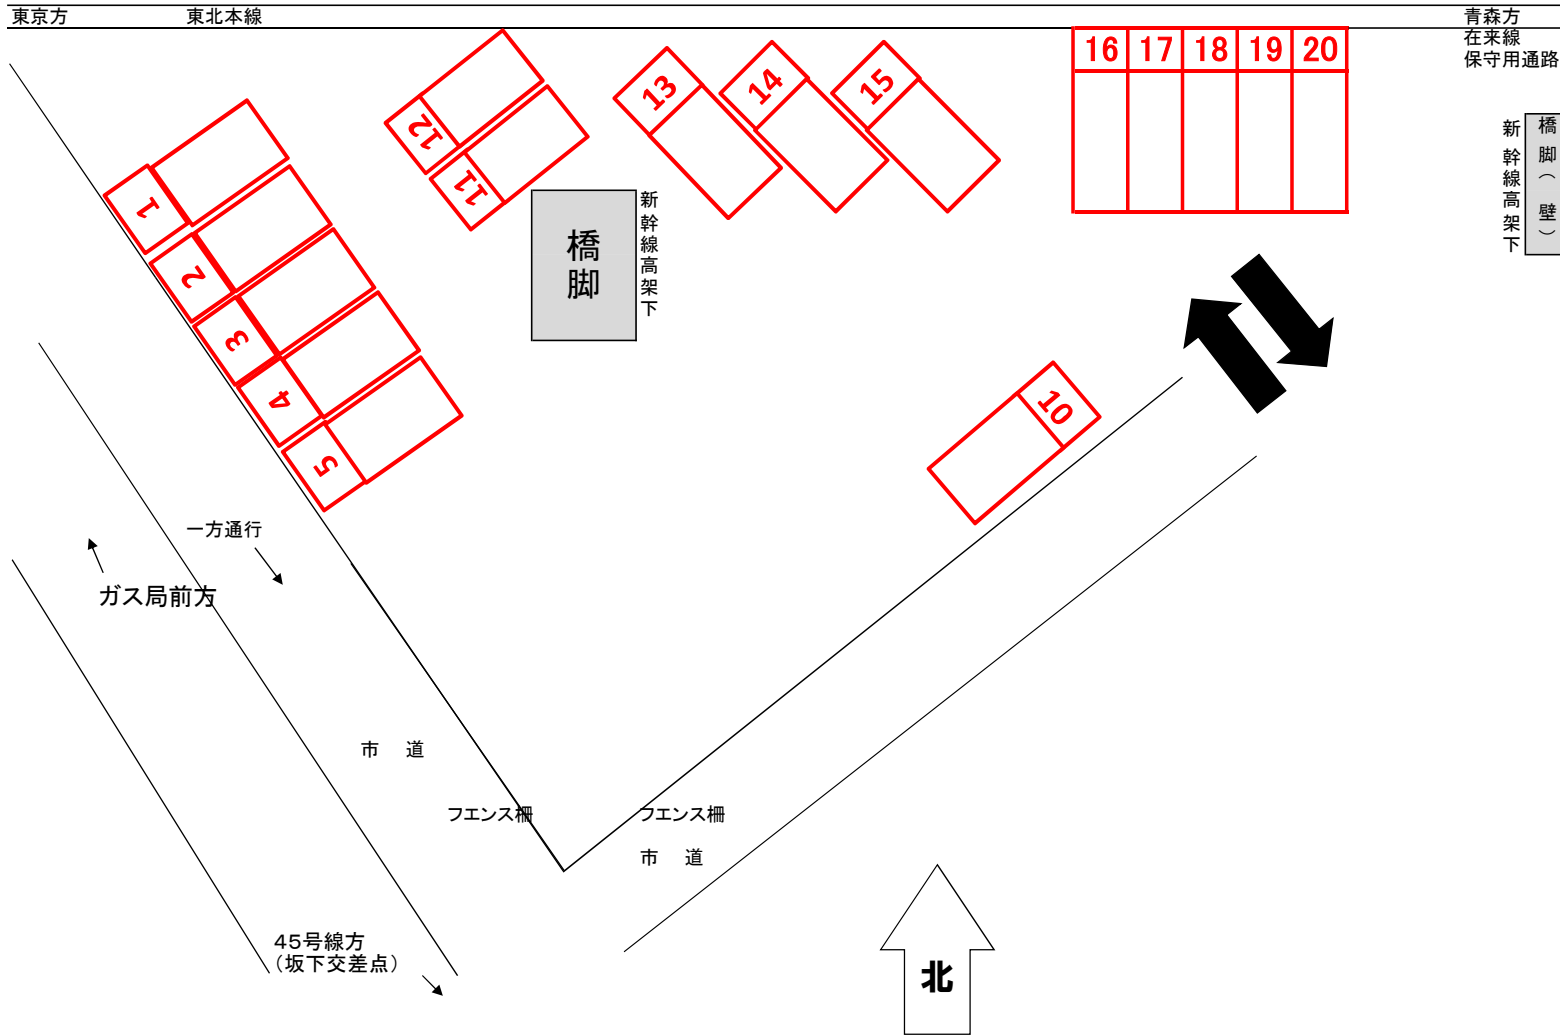 東京方
東北本線
青森方
在来線
保守用通路
16 17 18 19 20
新幹線高架下
橋脚（壁）
1
2
3
4
5
12
11
13
14
15
橋脚
新幹線高架下
10
一方通行
ガス局前方
市　道
フエンス柵
フエンス柵
市　道
45号線方
（坂下交差点）
北